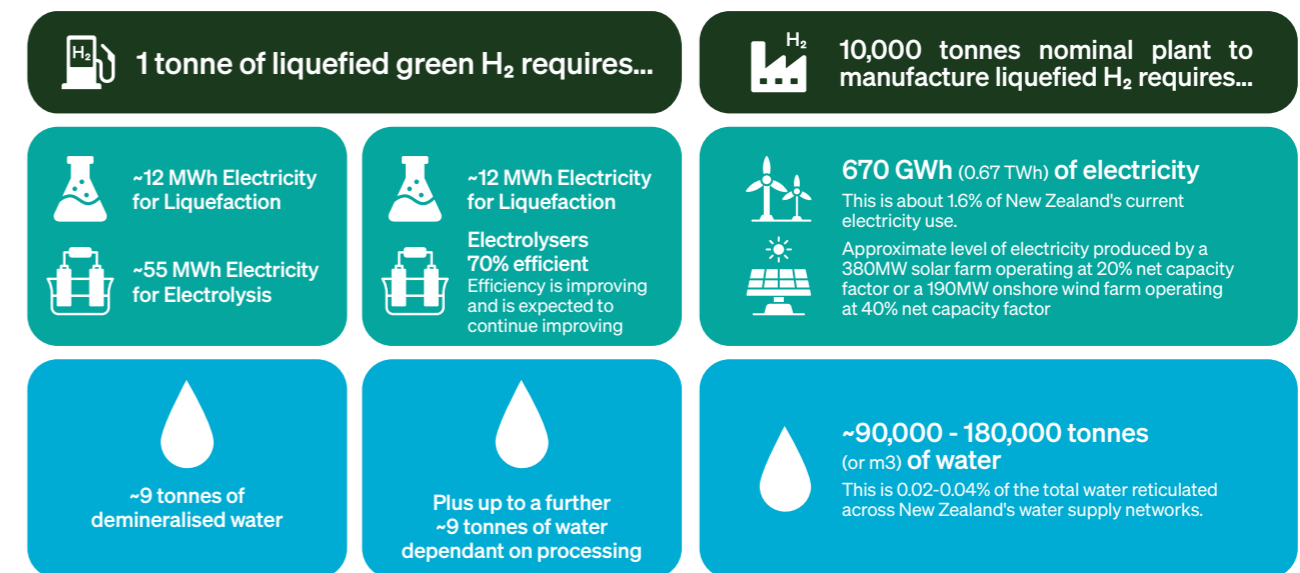 H₂
1 tonne of liquefied green H₂ requires...
~12 MWh Electricity
for Liquefaction
~55 MWh Electricity
for Electrolysis
~12 MWh Electricity
for Liquefaction
Electrolysers
70% efficient
Efficiency is improving
and is expected to
continue improving
~9 tonnes of
demineralised water
Plus up to a further
~9 tonnes of water
dependant on processing
H₂
10,000 tonnes nominal plant to
manufacture liquefied H₂ requires...
670 GWh (0.67 TWh) of electricity
This is about 1.6% of New Zealand's current
electricity use.
Approximate level of electricity produced by a
380MW solar farm operating at 20% net capacity
factor or a 190MW onshore wind farm operating
at 40% net capacity factor
~90,000 - 180,000 tonnes
(or m3) of water
This is 0.02-0.04% of the total water reticulated
across New Zealand's water supply networks.